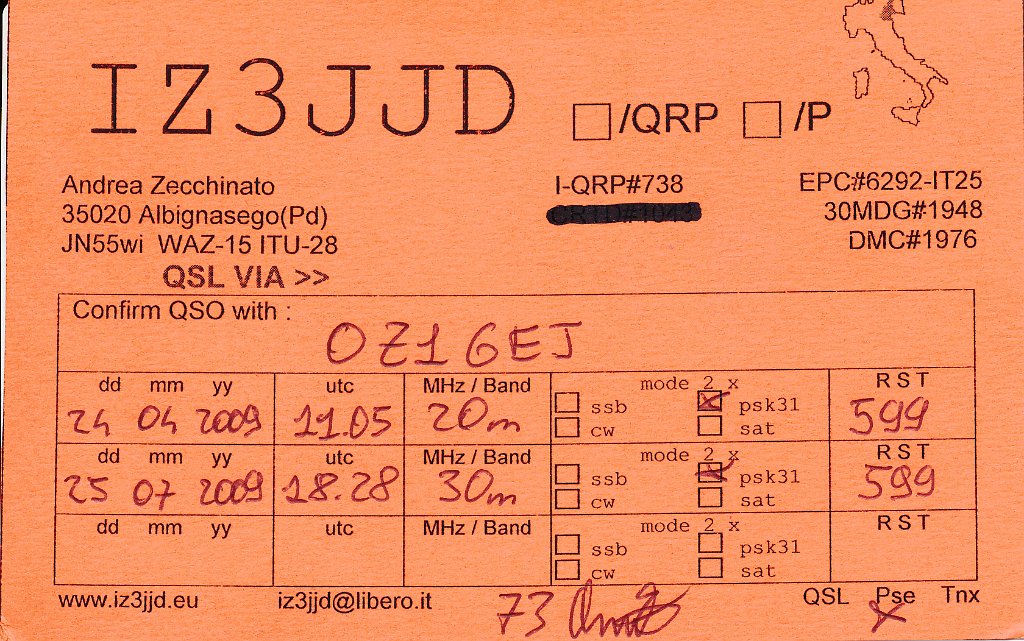 IZ3JJD
/QRP /P
Andrea Zecchinato I-QRP#738 EPC#6292-IT25
35020 Albignasego(Pd) 30MDG#1948
JN55wi WAZ-15 ITU-28 DMC#1976
QSL VIA >>
Confirm QSO with :
OZ1GEJ
dd mm yy utc MHz / Band mode 2 x RST
24 04 2009 11.05 20m ssb psk31 599
cw sat
dd mm yy utc MHz / Band mode 2 x RST
25 07 2009 18.28 30m ssb psk31 599
cw sat
dd mm yy utc MHz / Band mode 2 x RST
ssb psk31
cw sat
www.iz3jjd.eu iz3jjd@libero.it QSL Pse Tnx
73